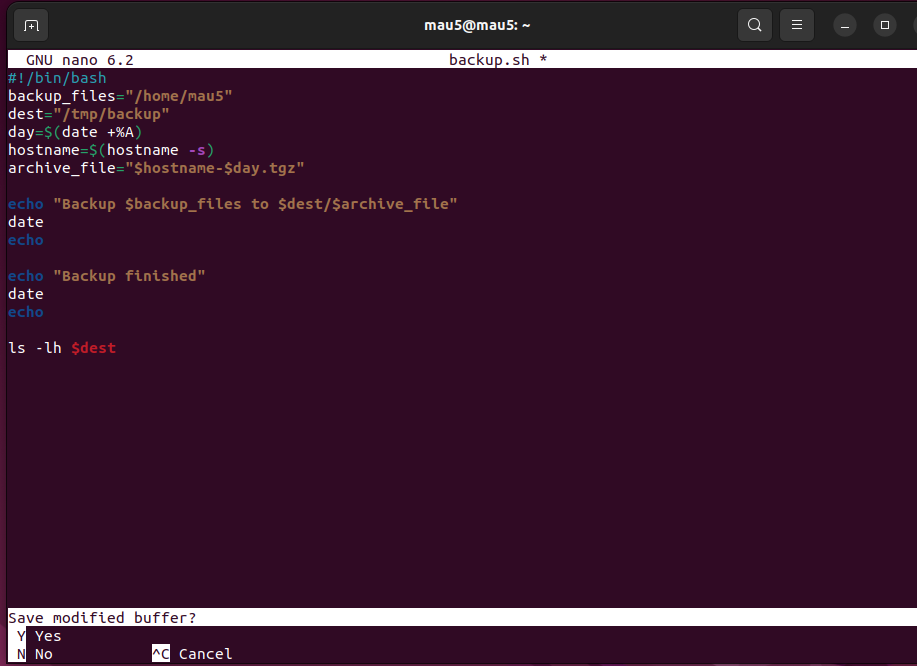 mau5@mau5: ~
GNU nano 6.2 backup.sh *
#!/bin/bash
backup_files="/home/mau5"
dest="/tmp/backup"
day=$(date +%A)
hostname=$(hostname -s)
archive_file="$hostname-$day.tgz"
echo "Backup $backup_files to $dest/$archive_file"
date
echo
echo "Backup finished"
date
echo
ls -lh $dest
Save modified buffer?
Y Yes
N No ^C Cancel